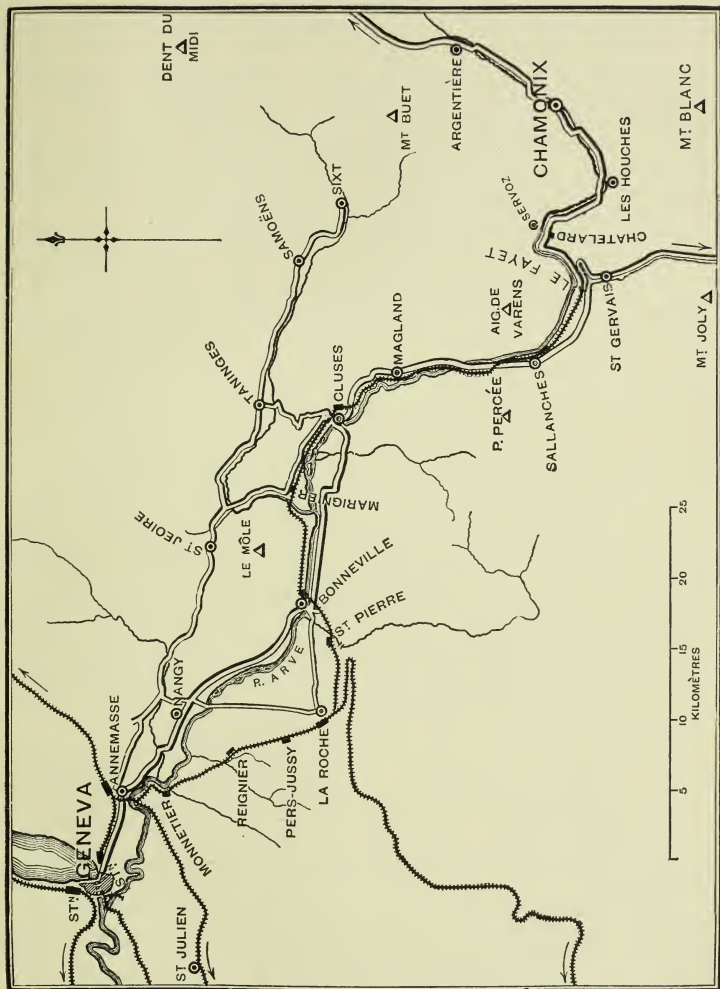 STN
GENEVA
STN
ANNEMASSE
DENT DU
MIDI
ST JULIEN
MONNETIER
NANGY
ST JEOIRE
TANINGES
SAMOËNS
REIGNIER
R. ARVE
LE MÔLE
SIXT
PERS-JUSSY
LA ROCHE
BONNEVILLE
ST PIERRE
MARIGNIER
CLUSES
MT BUET
MAGLAND
ARGENTIÈRE
P. PERCÉE
AIG. DE
VARENS
LE FAYET
SERVOZ
CHAMONIX
SALLANCHES
ST GERVAIS
CHATELARD
LES HOUCHES
MT JOLY
MT BLANC
5 10 15 20 25
KILOMÈTRES